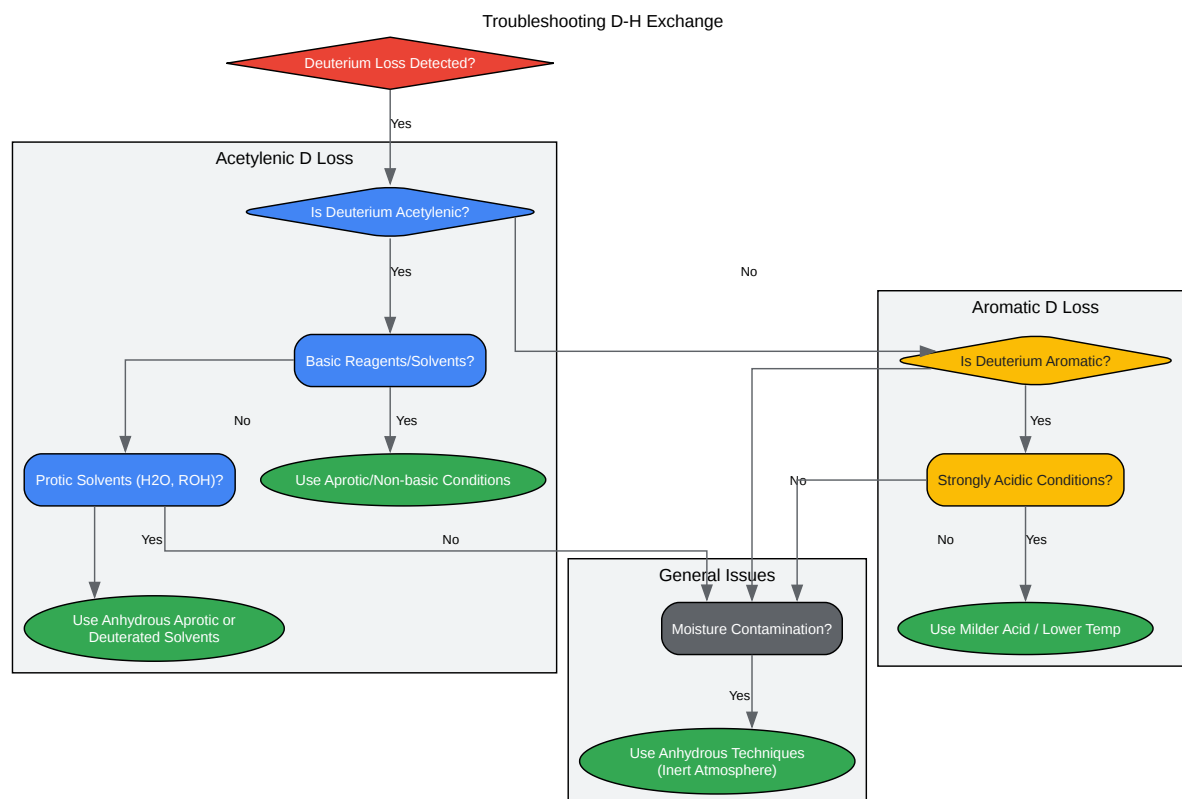 Troubleshooting D-H Exchange
Deuterium Loss Detected?
Yes
Acetylenic D Loss
Is Deuterium Acetylenic?
Yes
No
Aromatic D Loss
Basic Reagents/Solvents?
Is Deuterium Aromatic?
No
Yes
Yes
Protic Solvents (H2O, ROH)?
Use Aprotic/Non-basic Conditions
No
Strongly Acidic Conditions?
Yes
No
No
Yes
General Issues
Use Anhydrous Aprotic or
Deuterated Solvents
Moisture Contamination?
Use Milder Acid / Lower Temp
Yes
Use Anhydrous Techniques
(Inert Atmosphere)